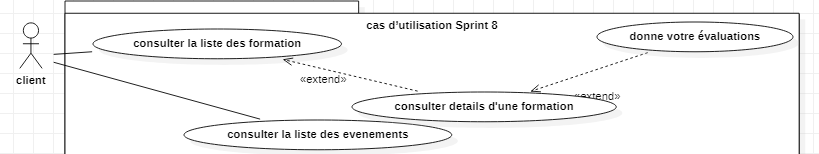 cas d'utilisation Sprint 8
donne votre évaluations
consulter la liste des formation
client
«extend»
«extend»
consulter details d'une formation
consulter la liste des evenements